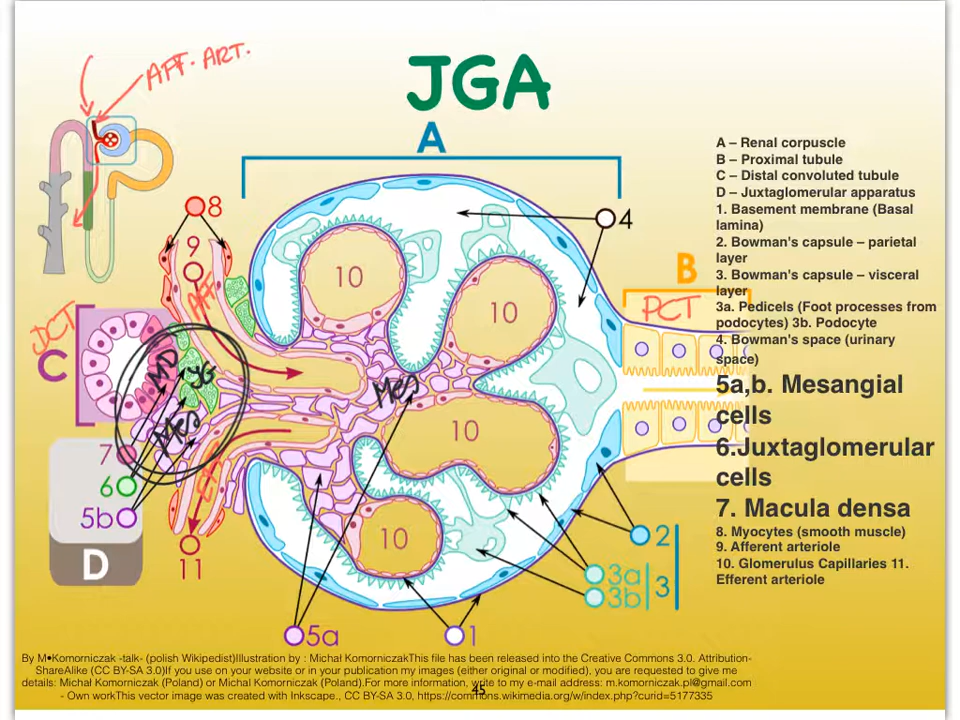 AFF. ART.
JGA
A
A – Renal corpuscle
B – Proximal tubule
C – Distal convoluted tubule
D – Juxtaglomerular apparatus
1. Basement membrane (Basal
lamina)
2. Bowman's capsule – parietal
layer
3. Bowman's capsule – visceral
layer
3a. Pedicels (Foot processes from
podocytes) 3b. Podocyte
4. Bowman's space (urinary
space)
5a,b. Mesangial
cells
6.Juxtaglomerular
cells
7. Macula densa
8. Myocytes (smooth muscle)
9. Afferent arteriole
10. Glomerulus Capillaries 11.
Efferent arteriole
8
9
4
10
10
B
PCT
AFF
DCT
C
MD
JG
Mes
Mes
10
7
6
5b
EFF
D
11
10
2
3a
3b
3
5a
1
By M•Komorniczak -talk- (polish Wikipedist)Illustration by : Michał KomorniczakThis file has been released into the Creative Commons 3.0. Attribution-
ShareAlike (CC BY-SA 3.0)If you use on your website or in your publication my images (either original or modified), you are requested to give me
details: Michał Komorniczak (Poland) or Michal Komorniczak (Poland).For more information, write to my e-mail address: m.komorniczak.pl@gmail.com
- Own workThis vector image was created with Inkscape., CC BY-SA 3.0, https://commons.wikimedia.org/w/index.php?curid=5177335
45